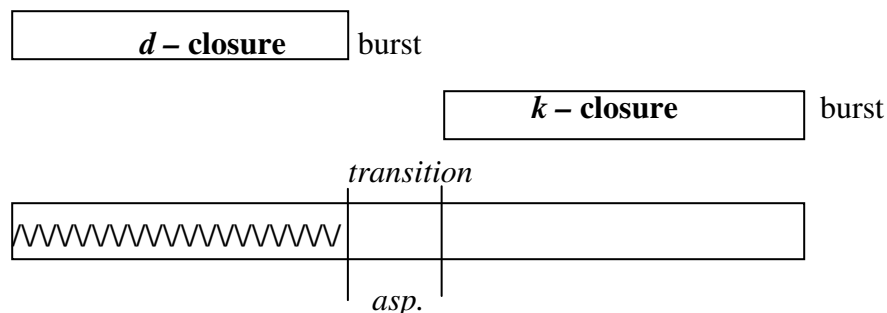 d – closure burst
k – closure burst
transition
asp.